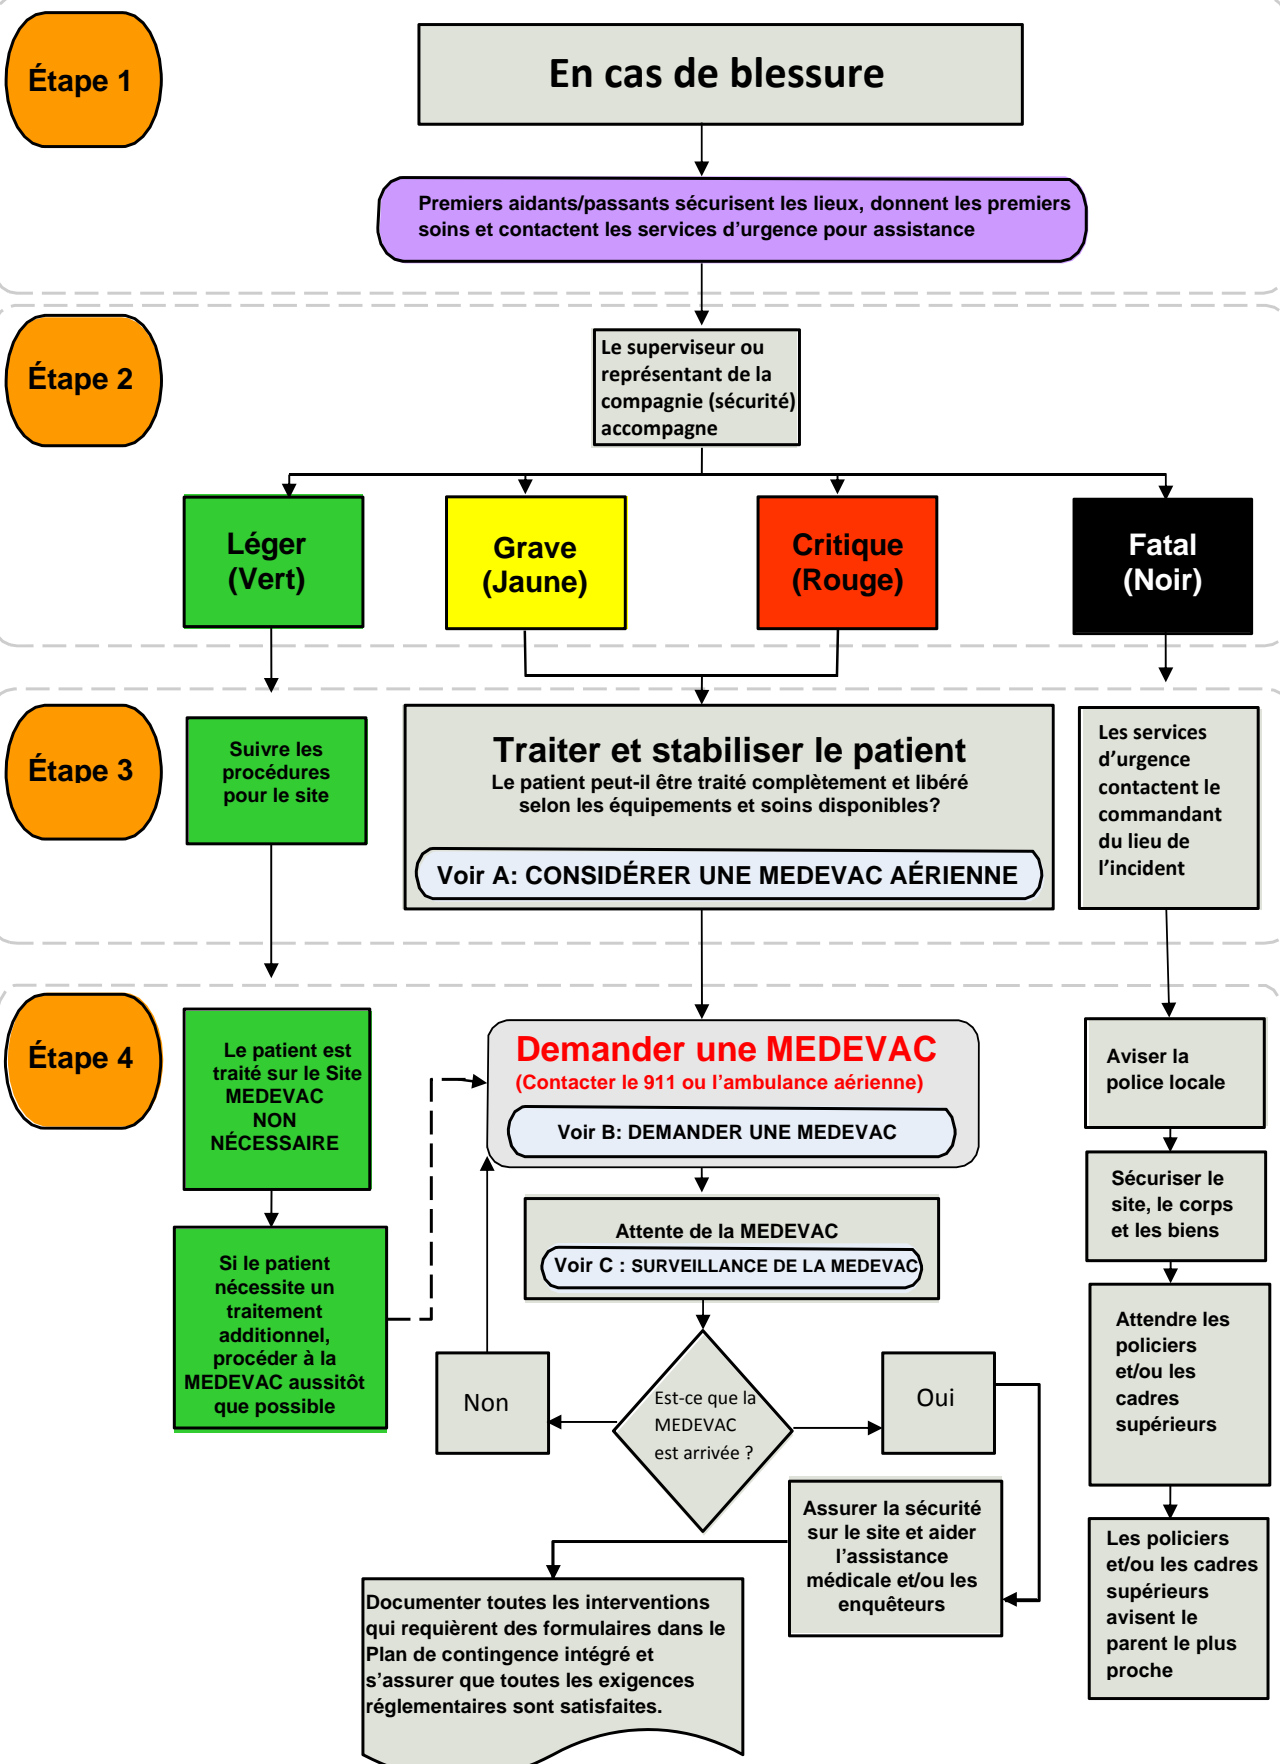 Étape 1
En cas de blessure
Premiers aidants/passants sécurisent les lieux, donnent les premiers
soins et contactent les services d’urgence pour assistance
Étape 2
Le superviseur ou
représentant de la
compagnie (sécurité)
accompagne
Léger
(Vert)
Grave
(Jaune)
Critique
(Rouge)
Fatal
(Noir)
Étape 3
Suivre les
procédures
pour le site
Traiter et stabiliser le patient
Le patient peut-il être traité complètement et libéré
selon les équipements et soins disponibles?
Voir A: CONSIDÉRER UNE MEDEVAC AÉRIENNE
Les services
d’urgence
contactent le
commandant
du lieu de
l’incident
Étape 4
Le patient est
traité sur le Site
MEDEVAC
NON
NÉCESSAIRE
Si le patient
nécessite un
traitement
additionnel,
procéder à la
MEDEVAC aussitôt
que possible
Demander une MEDEVAC
(Contacter le 911 ou l’ambulance aérienne)
Voir B: DEMANDER UNE MEDEVAC
Attente de la MEDEVAC
Voir C : SURVEILLANCE DE LA MEDEVAC
Non
Est-ce que la
MEDEVAC
est arrivée ?
Oui
Assurer la sécurité
sur le site et aider
l’assistance
médicale et/ou les
enquêteurs
Documenter toutes les interventions
qui requièrent des formulaires dans le
Plan de contingence intégré et
s’assurer que toutes les exigences
réglementaires sont satisfaites.
Aviser la
police locale
Sécuriser le
site, le corps
et les biens
Attendre les
policiers
et/ou les
cadres
supérieurs
Les policiers
et/ou les cadres
supérieurs
avisent le
parent le plus
proche